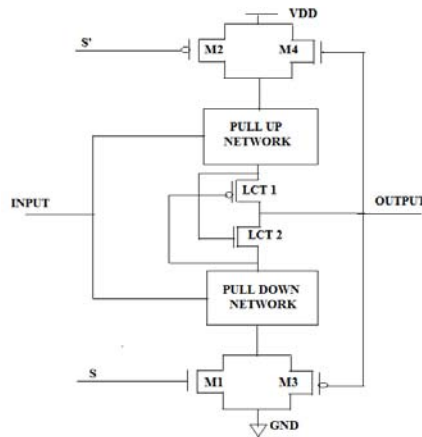 VDD
S'
M2
M4
PULL UP
NETWORK
LCT 1
INPUT
OUTPUT
LCT 2
PULL DOWN
NETWORK
S
M1
M3
GND